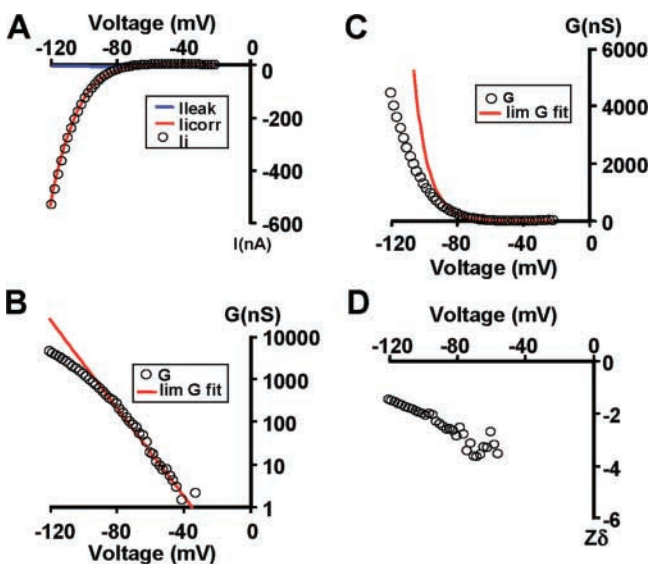 A
Voltage (mV)
-120 -80 -40 0
0
-200
-400
-600
I(nA)
Ileak
Iicorr
Ii
C
G(nS)
6000
4000
2000
0
G
lim G fit
-120 -80 -40 0
Voltage (mV)
B
G(nS)
10000
1000
100
10
1
G
lim G fit
-120 -80 -40 0
Voltage (mV)
D
Voltage (mV)
-120 -80 -40 0
0
-2
-4
-6
Zδ